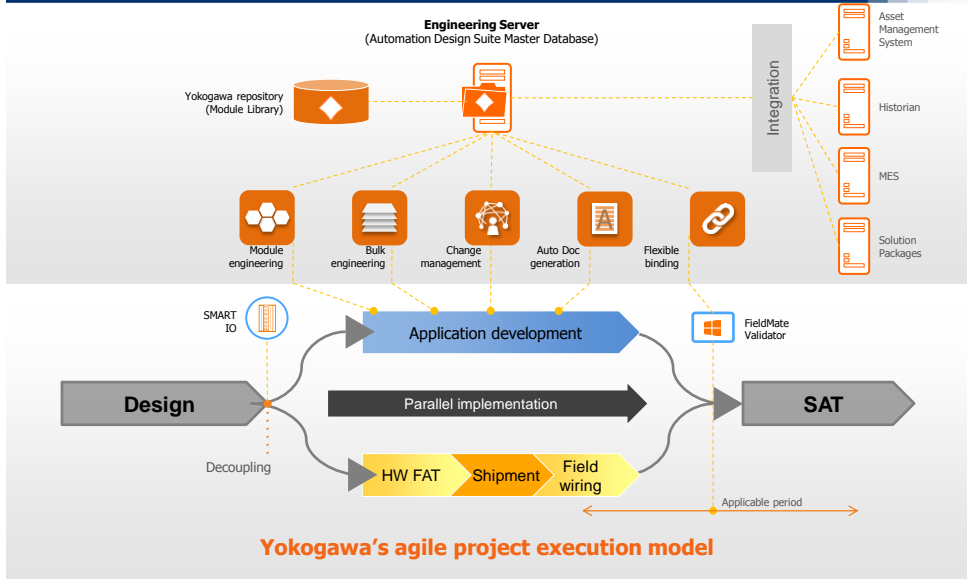 Engineering Server
(Automation Design Suite Master Database)
Yokogawa repository
(Module Library)
Integration
Asset
Management
System
Historian
MES
Solution
Packages
Module
engineering
Bulk
engineering
Change
management
Auto Doc
generation
Flexible
binding
A
SMART
IO
Application development
FieldMate
Validator
Design
Parallel implementation
SAT
Decoupling
HW FAT
Shipment
Field
wiring
Applicable period
Yokogawa's agile project execution model